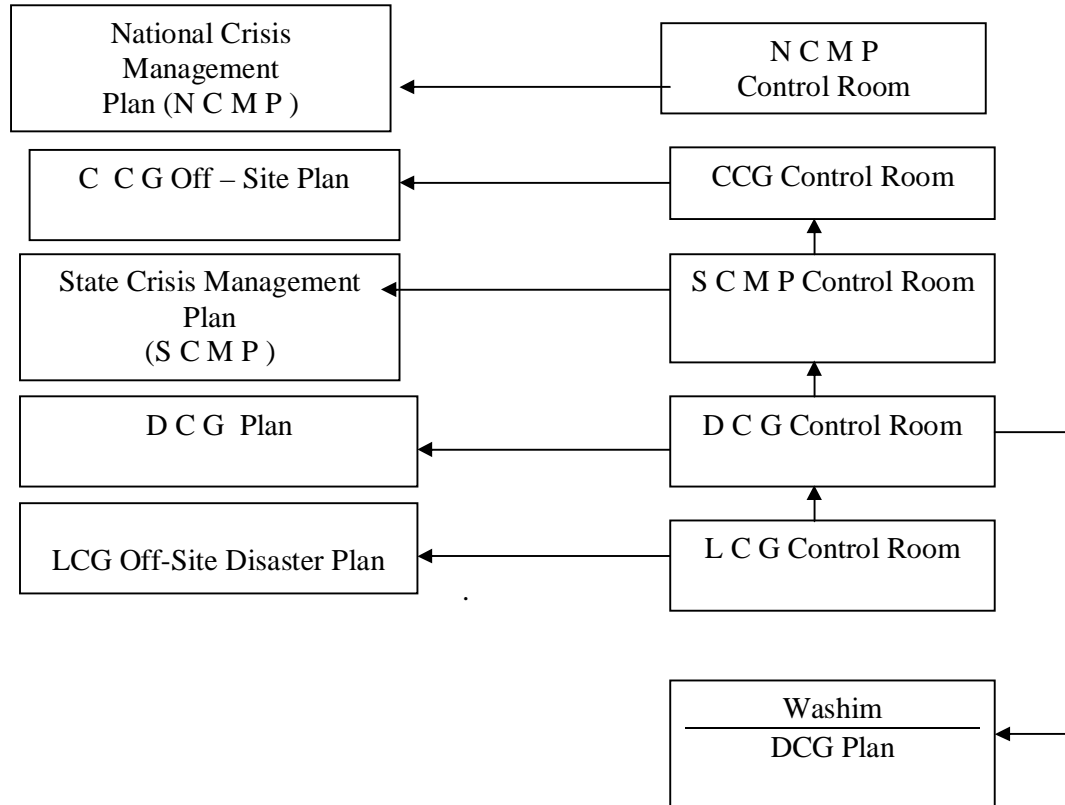 National Crisis
Management
Plan (N C M P )
N C M P
Control Room
C C G Off – Site Plan
CCG Control Room
State Crisis Management
Plan
(S C M P )
S C M P Control Room
D C G Plan
D C G Control Room
LCG Off-Site Disaster Plan
L C G Control Room
.
Washim
DCG Plan